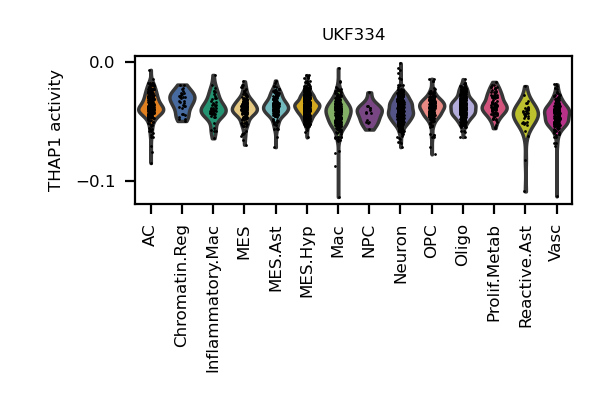 UKF334
THAP1 activity
0.0
−0.1
AC
Chromatin.Reg
Inflammatory.Mac
MES
MES.Ast
MES.Hyp
Mac
NPC
Neuron
OPC
Oligo
Prolif.Metab
Reactive.Ast
Vasc